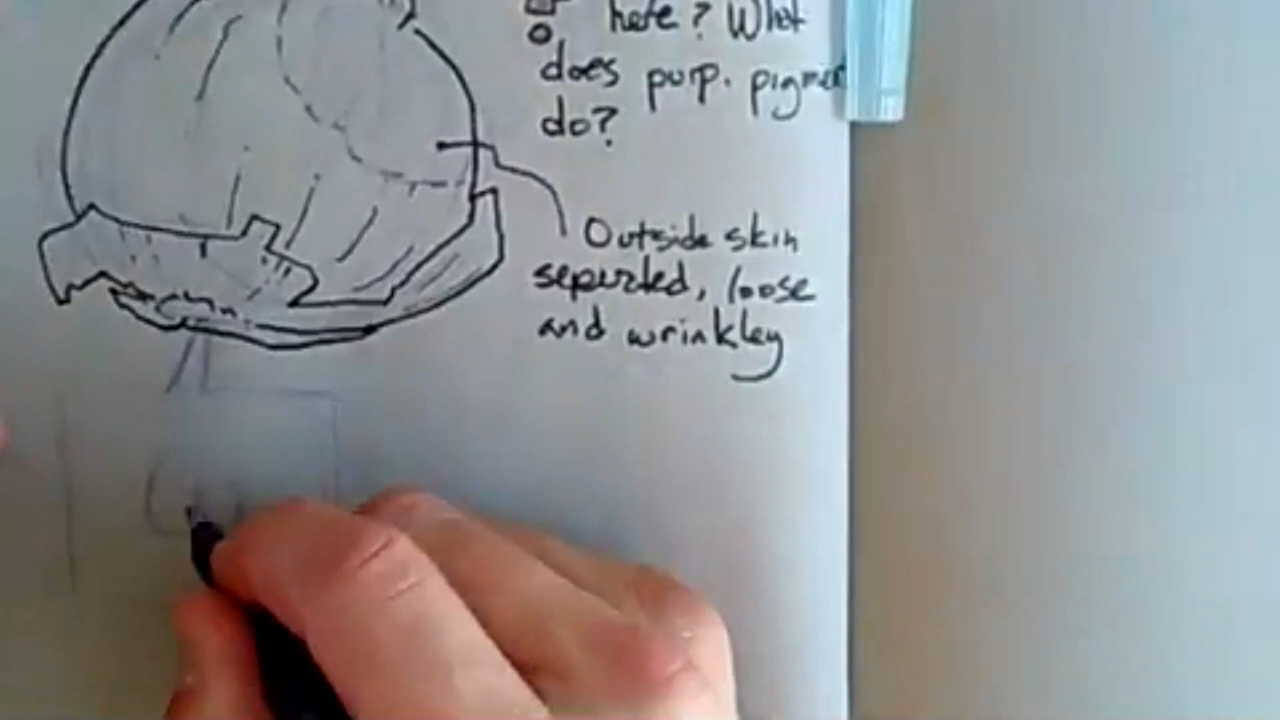 here? What
does purp. pigmen
do?
Outside skin
seperated, loose
and wrinkley